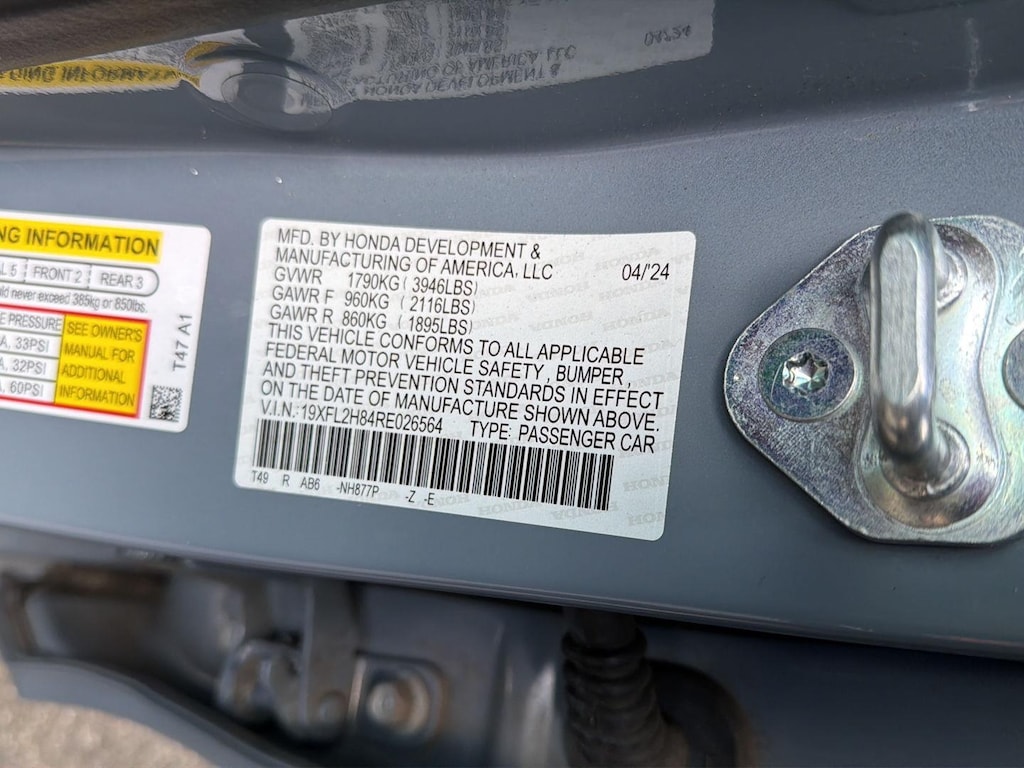 NG INFORMATION
AL 5 FRONT 2 REAR 3
never exceed 385kg or 850lbs.
E PRESSURE
A. 33PSI
A. 32PSI
A. 60PSI
SEE OWNER'S
MANUAL FOR
ADDITIONAL
INFORMATION
T47 A1
MFD. BY HONDA DEVELOPMENT &
MANUFACTURING OF AMERICA, LLC 04/24
GVWR 1790KG ( 3946LBS)
GAWR F 960KG ( 2116LBS)
GAWR R 860KG ( 1895LBS)
THIS VEHICLE CONFORMS TO ALL APPLICABLE
FEDERAL MOTOR VEHICLE SAFETY, BUMPER,
AND THEFT PREVENTION STANDARDS IN EFFECT
ON THE DATE OF MANUFACTURE SHOWN ABOVE.
V.I.N.: 19XFL2H84RE026564 TYPE: PASSENGER CAR
T49 R AB6 -NH877P -Z -E